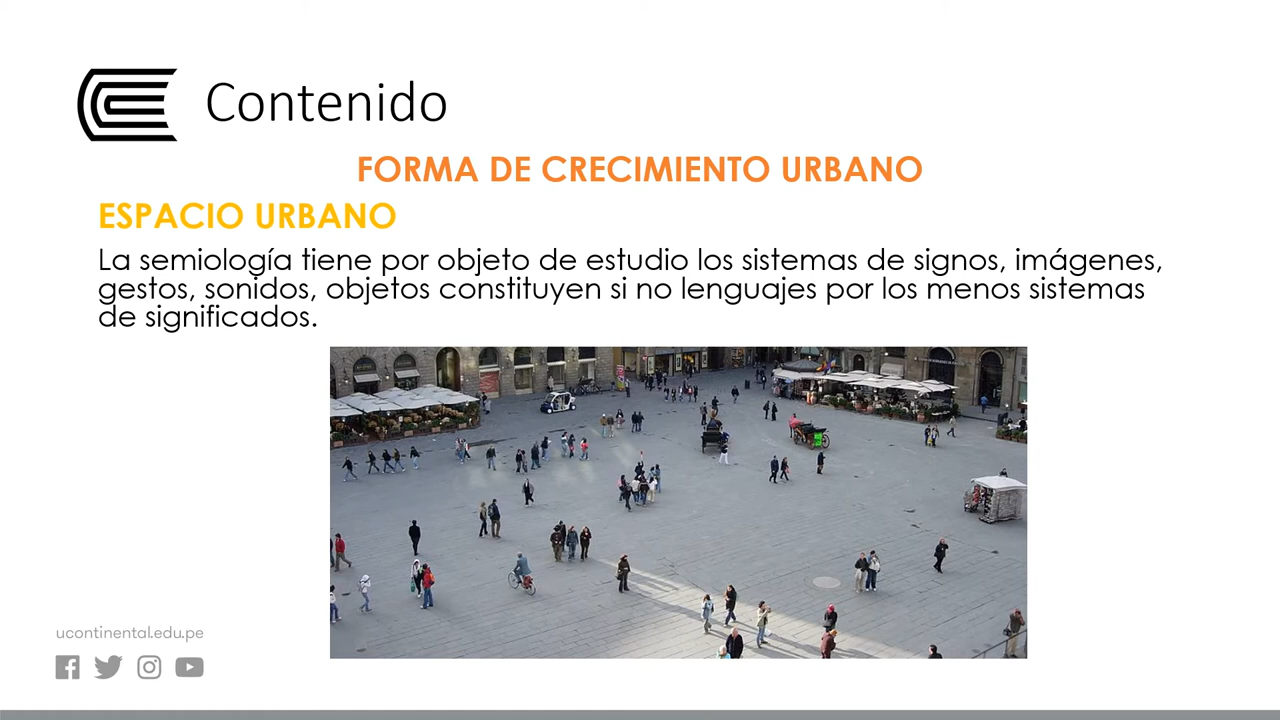 Contenido
FORMA DE CRECIMIENTO URBANO
ESPACIO URBANO
La semiología tiene por objeto de estudio los sistemas de signos, imágenes,
gestos, sonidos, objetos constituyen si no lenguajes por los menos sistemas
de significados.
ucontinental.edu.pe